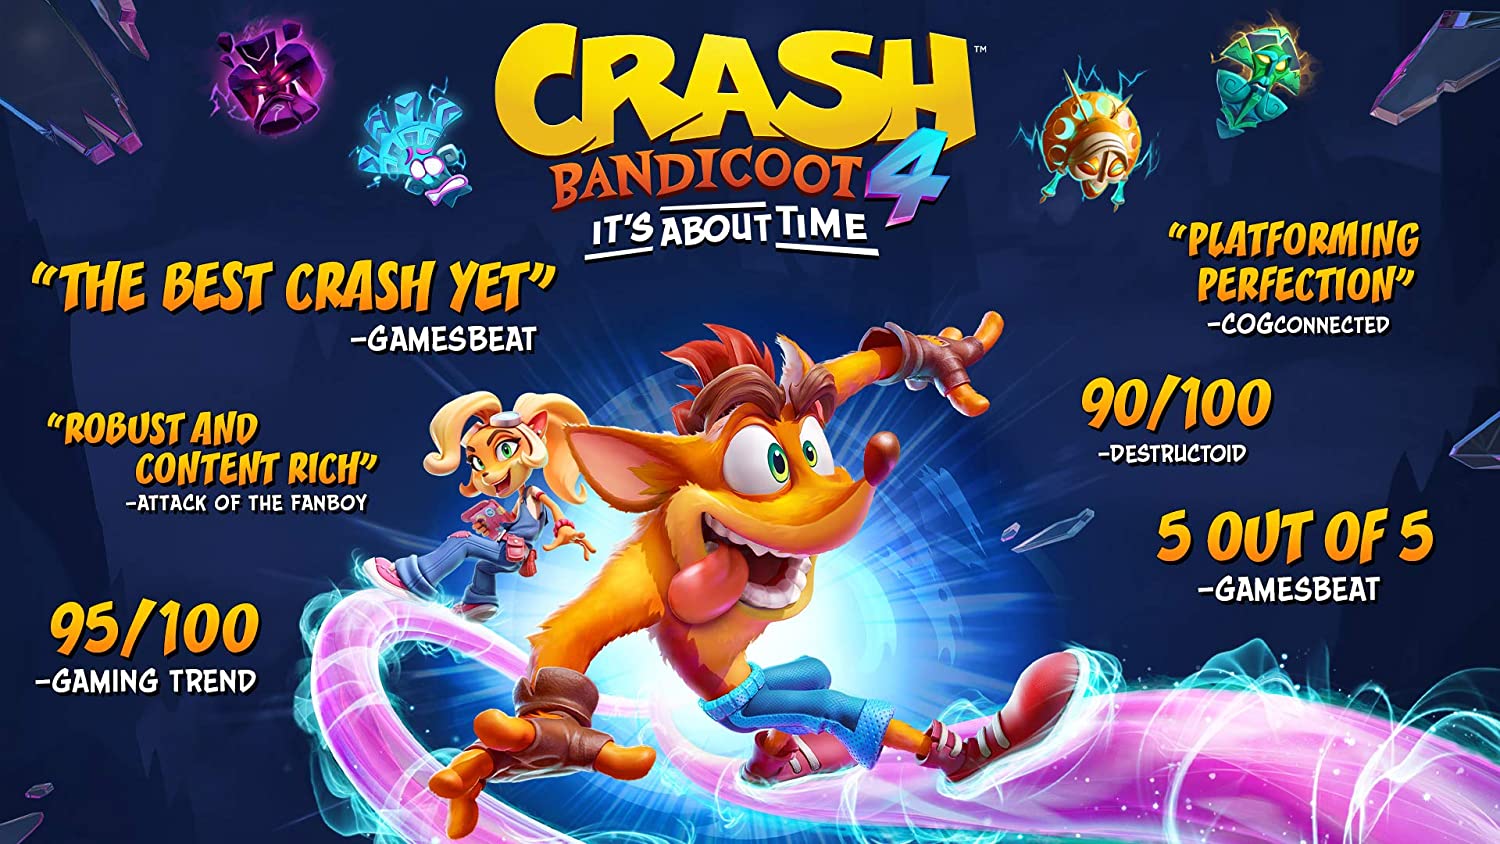 CRASH™
BANDICOOT 4
IT'S ABOUT TIME
“THE BEST CRASH YET”
–GAMESBEAT
“ROBUST AND
CONTENT RICH”
–ATTACK OF THE FANBOY
95/100
–GAMING TREND
“PLATFORMING
PERFECTION”
–COGCONNECTED
90/100
–DESTRUCTOID
5 OUT OF 5
–GAMESBEAT